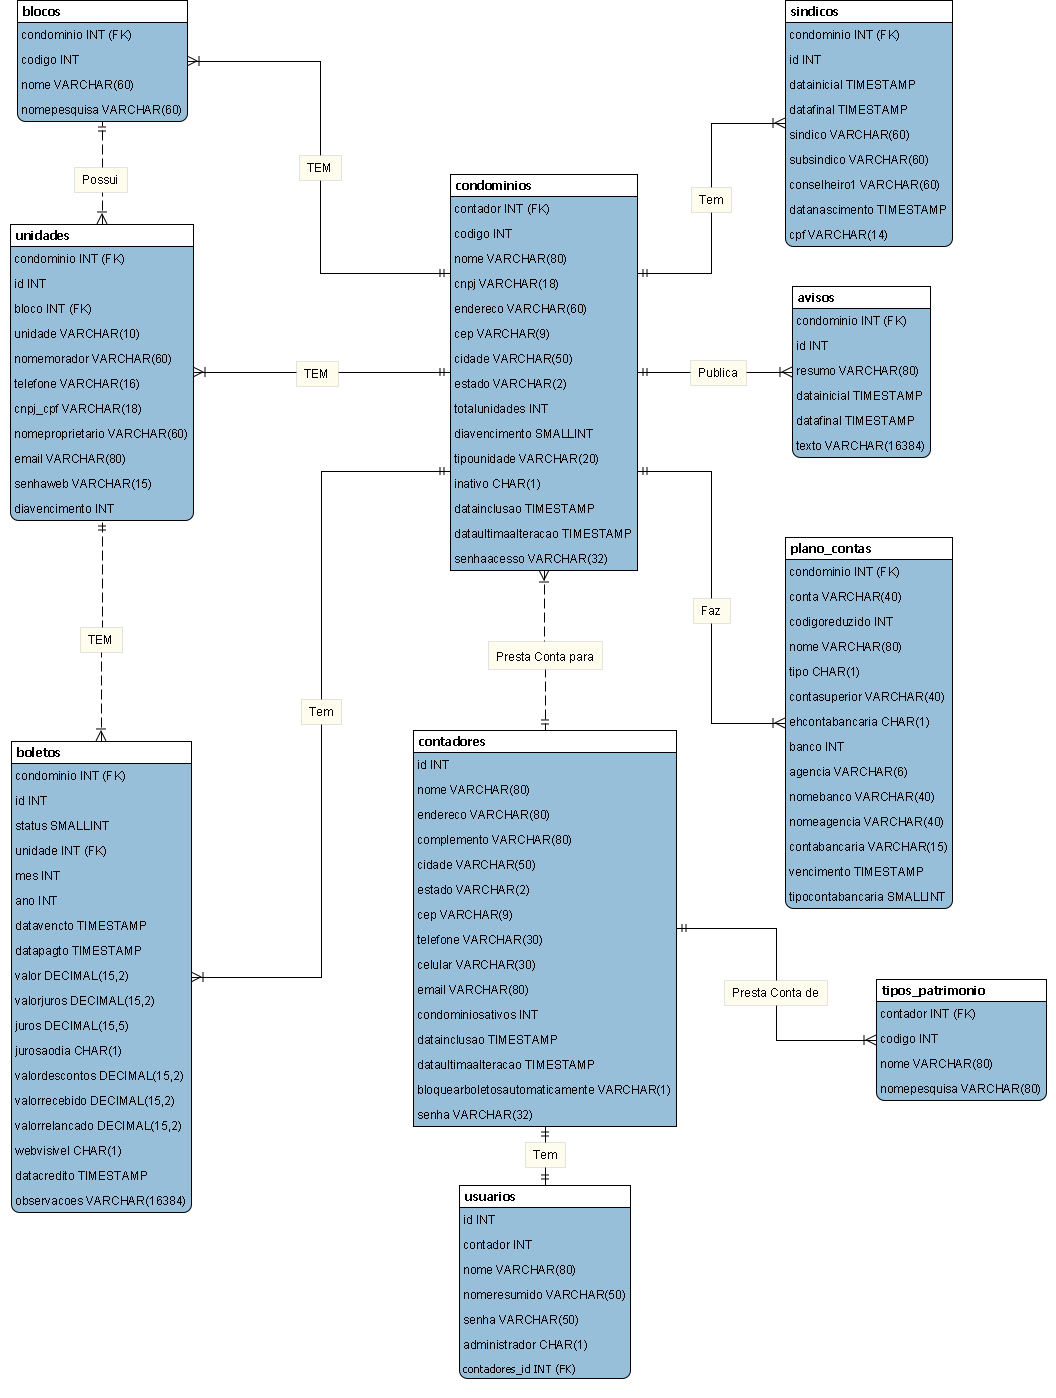 blocos
condominio INT (FK)
codigo INT
nome VARCHAR(60)
nomepesquisa VARCHAR(60)
Possui
unidades
condominio INT (FK)
id INT
bloco INT (FK)
unidade VARCHAR(10)
nomemorador VARCHAR(60)
telefone VARCHAR(16)
cnpj_cpf VARCHAR(18)
nomeproprietario VARCHAR(60)
email VARCHAR(80)
senhaweb VARCHAR(15)
diavencimento INT
TEM
boletos
condominio INT (FK)
id INT
status SMALLINT
unidade INT (FK)
mes INT
ano INT
datavencto TIMESTAMP
datapagto TIMESTAMP
valor DECIMAL(15,2)
valorjuros DECIMAL(15,2)
juros DECIMAL(15,5)
jurosaodia CHAR(1)
valordescontos DECIMAL(15,2)
valorrecebido DECIMAL(15,2)
valorrelancado DECIMAL(15,2)
webvisivel CHAR(1)
datacredito TIMESTAMP
observacoes VARCHAR(16384)
TEM
TEM
Tem
condominios
contador INT (FK)
codigo INT
nome VARCHAR(80)
cnpj VARCHAR(18)
endereco VARCHAR(60)
cep VARCHAR(9)
cidade VARCHAR(50)
estado VARCHAR(2)
totalunidades INT
diavencimento SMALLINT
tipounidade VARCHAR(20)
inativo CHAR(1)
datainclusao TIMESTAMP
dataultimaalteracao TIMESTAMP
senhaacesso VARCHAR(32)
Presta Conta para
contadores
id INT
nome VARCHAR(80)
endereco VARCHAR(80)
complemento VARCHAR(80)
cidade VARCHAR(50)
estado VARCHAR(2)
cep VARCHAR(9)
telefone VARCHAR(30)
celular VARCHAR(30)
email VARCHAR(80)
condominiosativos INT
datainclusao TIMESTAMP
dataultimaalteracao TIMESTAMP
bloquearboletosautomaticamente VARCHAR(1)
senha VARCHAR(32)
Tem
usuarios
id INT
contador INT
nome VARCHAR(80)
nomeresumido VARCHAR(50)
senha VARCHAR(50)
administrador CHAR(1)
contadores_id INT (FK)
Tem
Publica
Faz
Presta Conta de
sindicos
condominio INT (FK)
id INT
datainicial TIMESTAMP
datafinal TIMESTAMP
sindico VARCHAR(60)
subsindico VARCHAR(60)
conselheiro1 VARCHAR(60)
datanascimento TIMESTAMP
cpf VARCHAR(14)
avisos
condominio INT (FK)
id INT
resumo VARCHAR(80)
datainicial TIMESTAMP
datafinal TIMESTAMP
texto VARCHAR(16384)
plano_contas
condominio INT (FK)
conta VARCHAR(40)
codigoreduzido INT
nome VARCHAR(80)
tipo CHAR(1)
contasuperior VARCHAR(40)
ehcontabancaria CHAR(1)
banco INT
agencia VARCHAR(6)
nomebanco VARCHAR(40)
nomeagencia VARCHAR(40)
contabancaria VARCHAR(15)
vencimento TIMESTAMP
tipocontabancaria SMALLINT
tipos_patrimonio
contador INT (FK)
codigo INT
nome VARCHAR(80)
nomepesquisa VARCHAR(80)